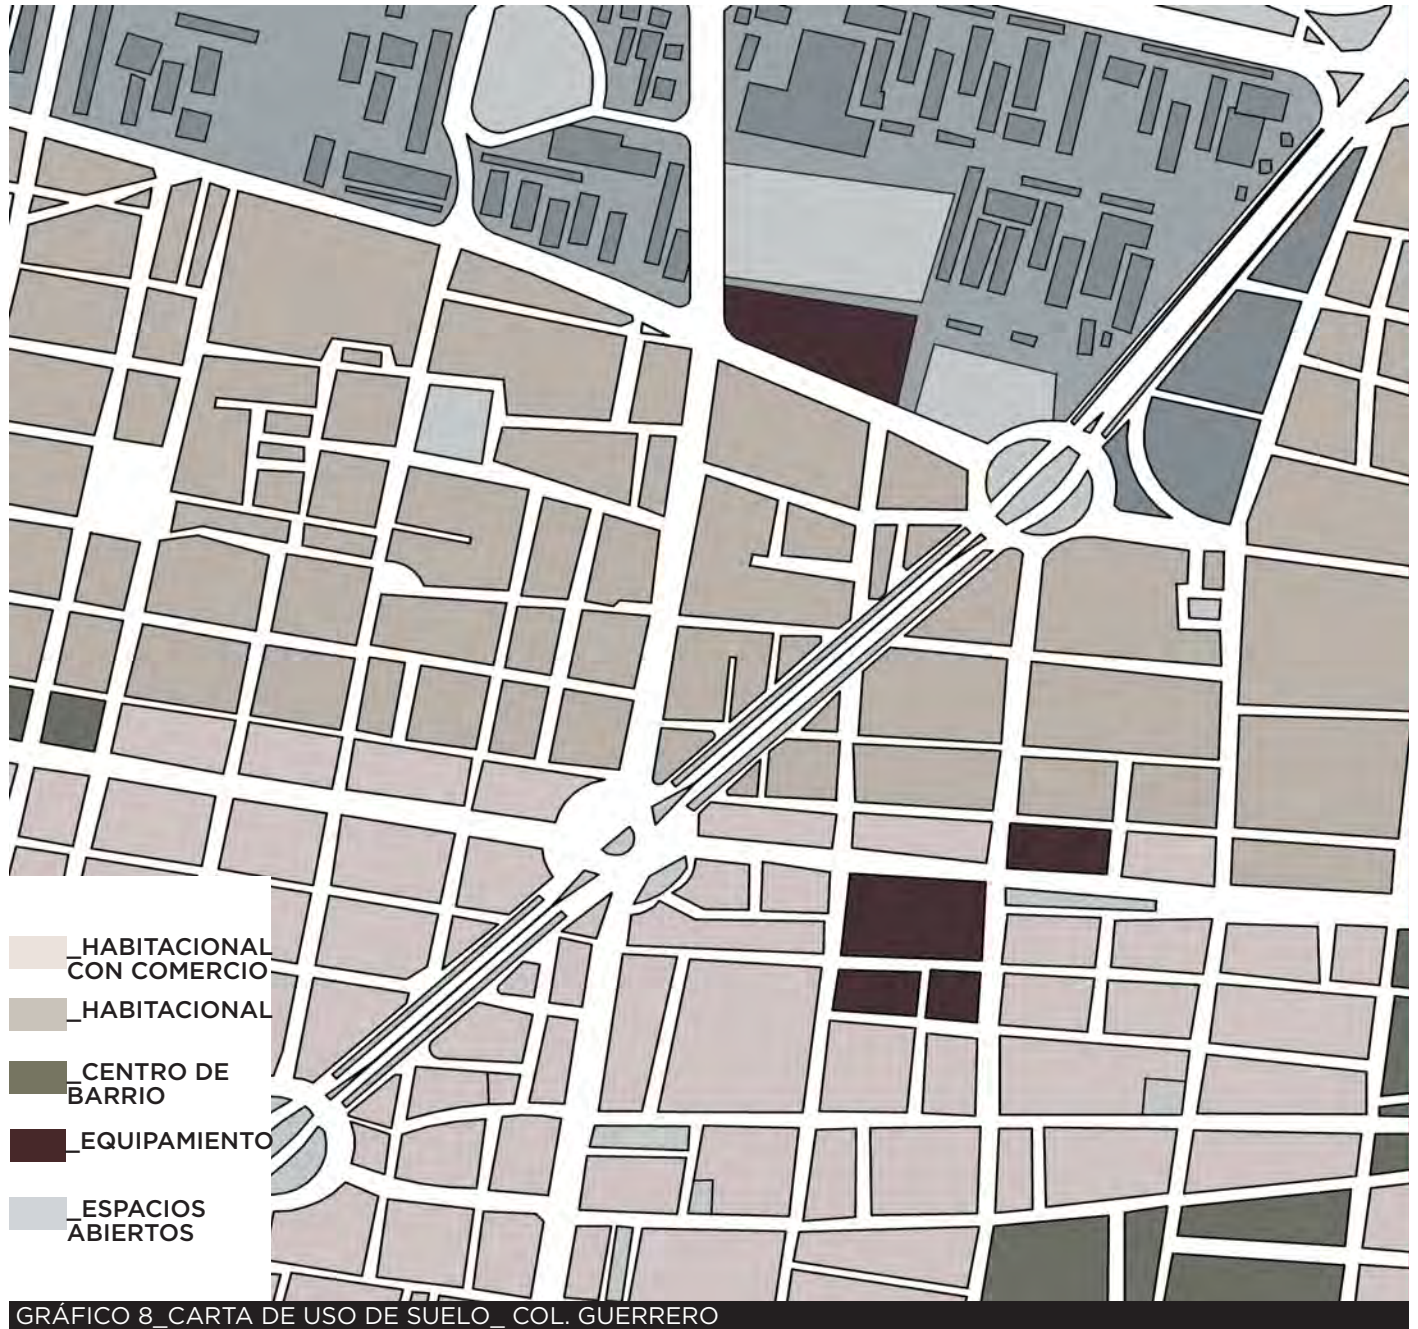 _HABITACIONAL
CON COMERCIO
_HABITACIONAL
_CENTRO DE
BARRIO
_EQUIPAMIENTO
_ESPACIOS
ABIERTOS
GRÁFICO 8_CARTA DE USO DE SUELO_ COL. GUERRERO